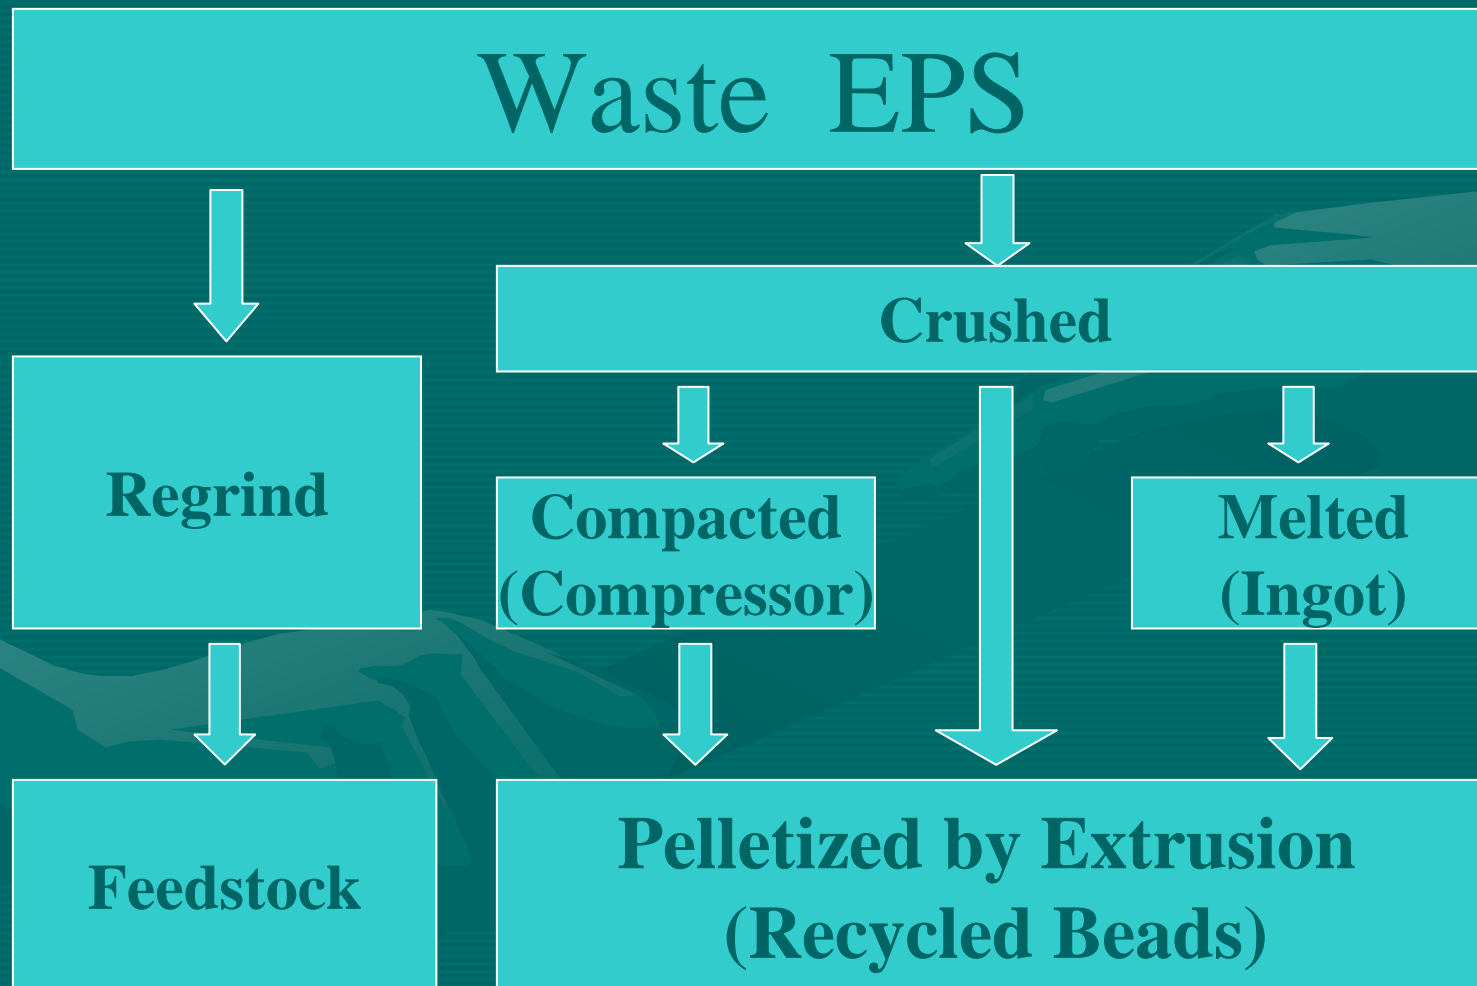 Waste EPS
Crushed
Regrind
Compacted
(Compressor)
Melted
(Ingot)
Feedstock
Pelletized by Extrusion
(Recycled Beads)